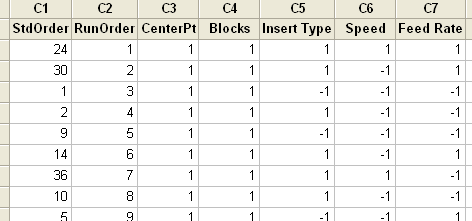 C1 C2 C3 C4 C5 C6 C7
StdOrder RunOrder CenterPt Blocks Insert Type Speed Feed Rate
24 1 1 1 1 1 1
30 2 1 1 1 -1 1
1 3 1 1 -1 -1 -1
2 4 1 1 1 -1 -1
9 5 1 1 -1 -1 -1
14 6 1 1 1 -1 1
36 7 1 1 1 1 -1
10 8 1 1 1 -1 -1
5 9 1 1 -1 -1 1